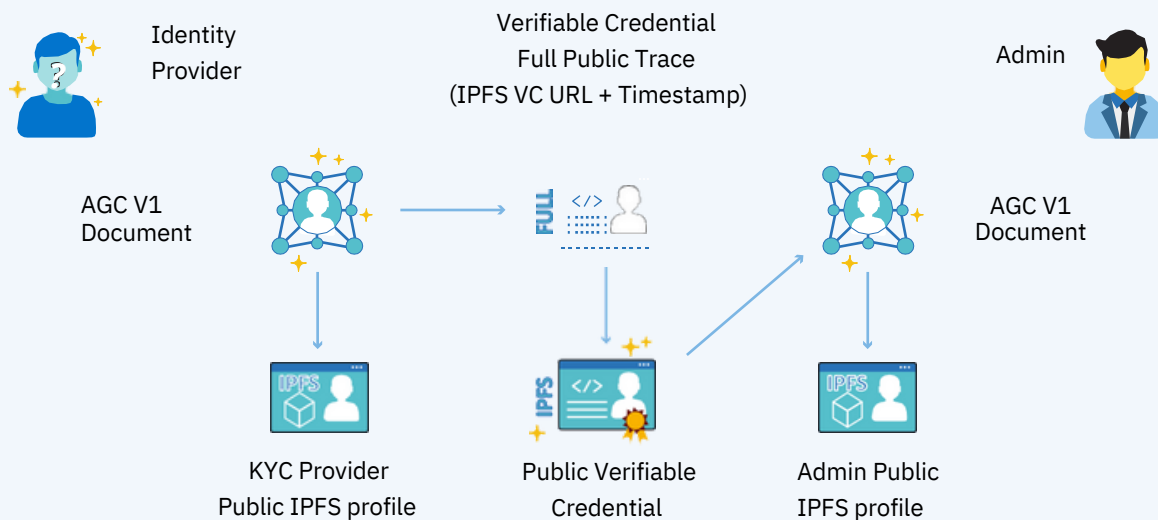 Identity
Provider
Verifiable Credential
Full Public Trace
(IPFS VC URL + Timestamp)
Admin
?
AGC V1
Document
FULL
</>
AGC V1
Document
IPFS
IPFS
</>
IPFS
KYC Provider
Public IPFS profile
Public Verifiable
Credential
Admin Public
IPFS profile